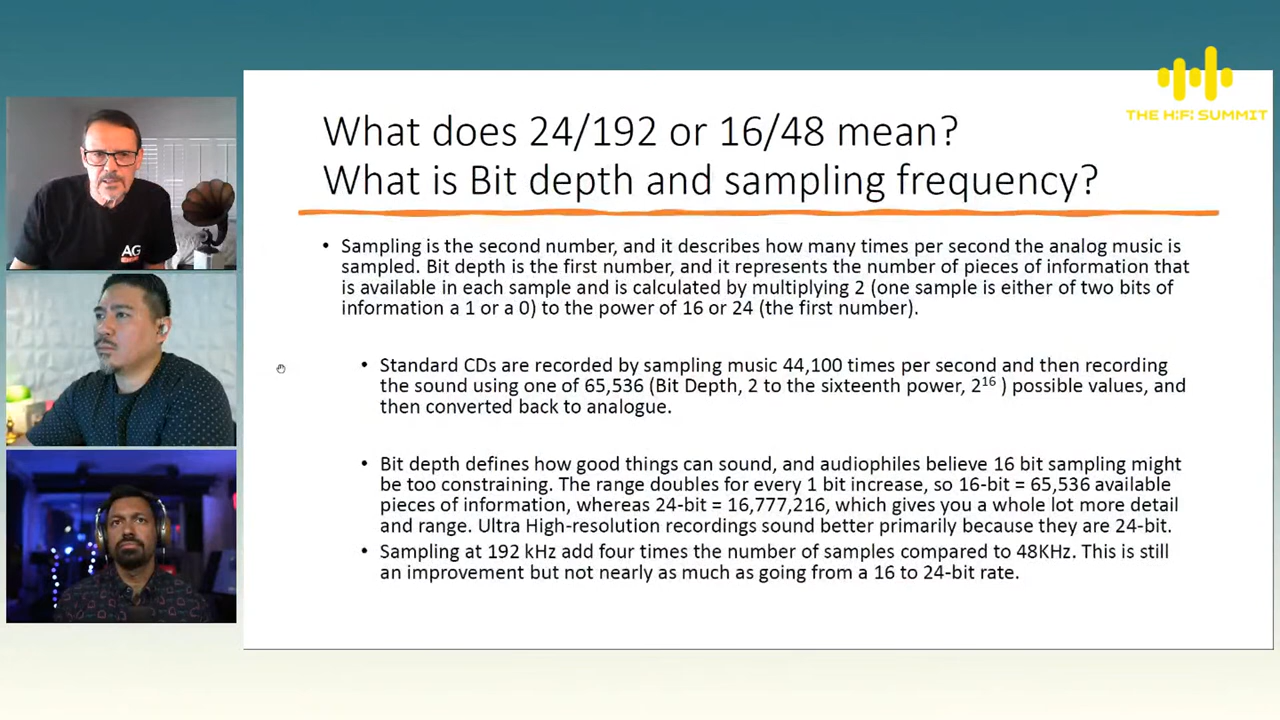 THE HIFI SUMMIT
What does 24/192 or 16/48 mean?
What is Bit depth and sampling frequency?
• Sampling is the second number, and it describes how many times per second the analog music is
sampled. Bit depth is the first number, and it represents the number of pieces of information that
is available in each sample and is calculated by multiplying 2 (one sample is either of two bits of
information a 1 or a 0) to the power of 16 or 24 (the first number).
• Standard CDs are recorded by sampling music 44,100 times per second and then recording
the sound using one of 65,536 (Bit Depth, 2 to the sixteenth power, 2¹⁶ ) possible values, and
then converted back to analogue.
• Bit depth defines how good things can sound, and audiophiles believe 16 bit sampling might
be too constraining. The range doubles for every 1 bit increase, so 16-bit = 65,536 available
pieces of information, whereas 24-bit = 16,777,216, which gives you a whole lot more detail
and range. Ultra High-resolution recordings sound better primarily because they are 24-bit.
• Sampling at 192 kHz add four times the number of samples compared to 48KHz. This is still
an improvement but not nearly as much as going from a 16 to 24-bit rate.
AG